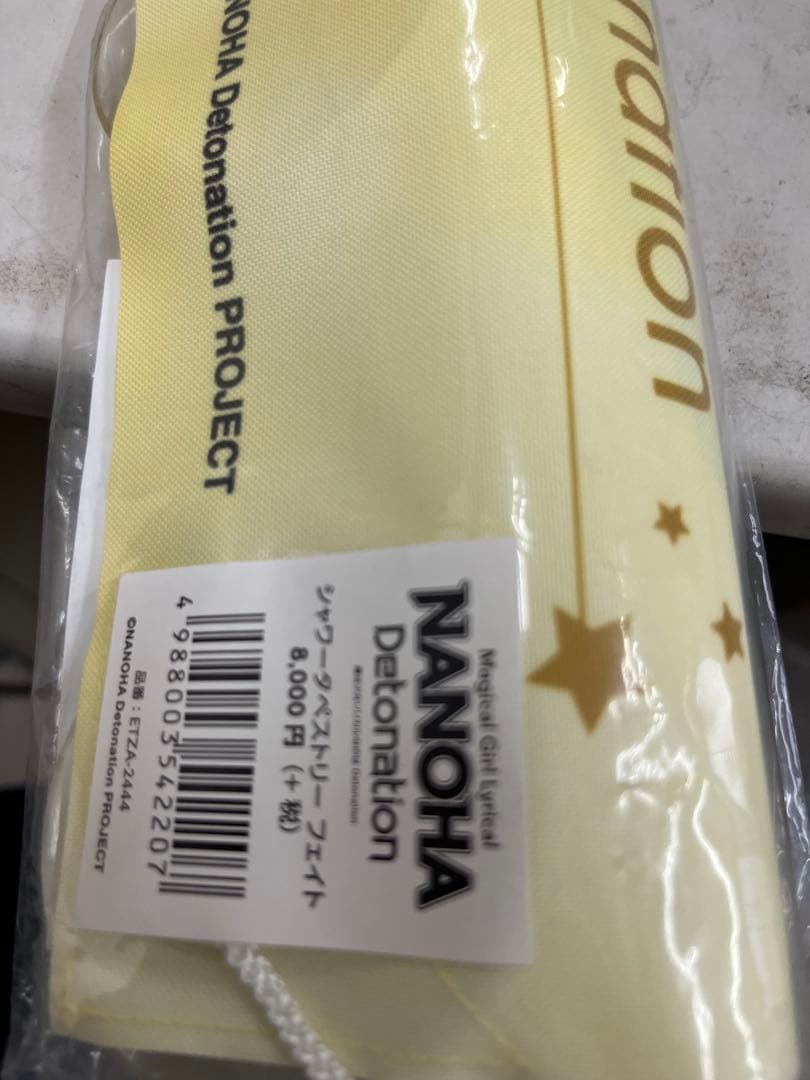 mation
NOHA Detonation PROJECT
Magical Girl Lyrical
NANOHA
Detonation
シャワータペストリー フェイト
8,000円 (+税)
4 988003 542207
品番：ETZA-2444
©NANOHA Detonation PROJECT